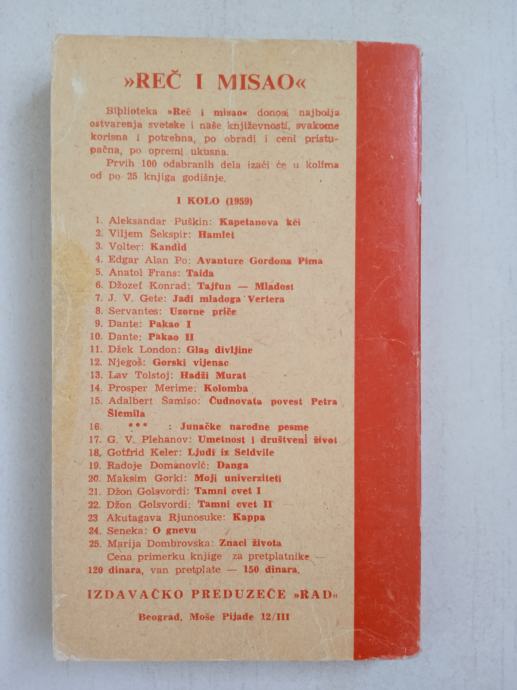 »REČ I MISAO«
Biblioteka »Reč i misao« donosi najbolja
ostvarenja svetske i naše književnosti, svakome
korisna i potrebna, po obradi i ceni pristu-
pačna, po opremi ukusna.
Prvih 100 odabranih dela izaći će u kolima
od po 25 knjiga godišnje.
I KOLO (1959)
1. Aleksandar Puškin: Kapetanova kći
2. Viljem Šekspir: Hamlet
3. Volter: Kandid
4. Edgar Alan Po: Avanture Gordona Pima
5. Anatol Frans: Taida
6. Džozef Konrad: Tajfun — Mladost
7. J. V. Gete: Jadi mladoga Vertera
8. Servantes: Uzorne priče
9. Dante: Pakao I
10. Dante: Pakao II
11. Džek London: Glas divljine
12. Njegoš: Gorski vijenac
13. Lav Tolstoj: Hadži Murat
14. Prosper Merime: Kolomba
15. Adalbert Šamiso: Čudnovata povest Petra
Šlemila
16. *** : Junačke narodne pesme
17. G. V. Plehanov: Umetnost i društveni život
18. Gotfrid Keler: Ljudi iz Seldvile
19. Radoje Domanović: Danga
20. Maksim Gorki: Moji univerziteti
21. Džon Golsvordi: Tamni cvet I
22. Džon Golsvordi: Tamni cvet II
23 Akutagava Rjunosuke: Kappa
24. Seneka: O gnevu
25. Marija Dombrovska: Znaci života
Cena primerku knjige za pretplatnike —
120 dinara, van pretplate — 150 dinara.
IZDAVAČKO PREDUZEĆE »RAD«
Beograd, Moše Pijade 12/III